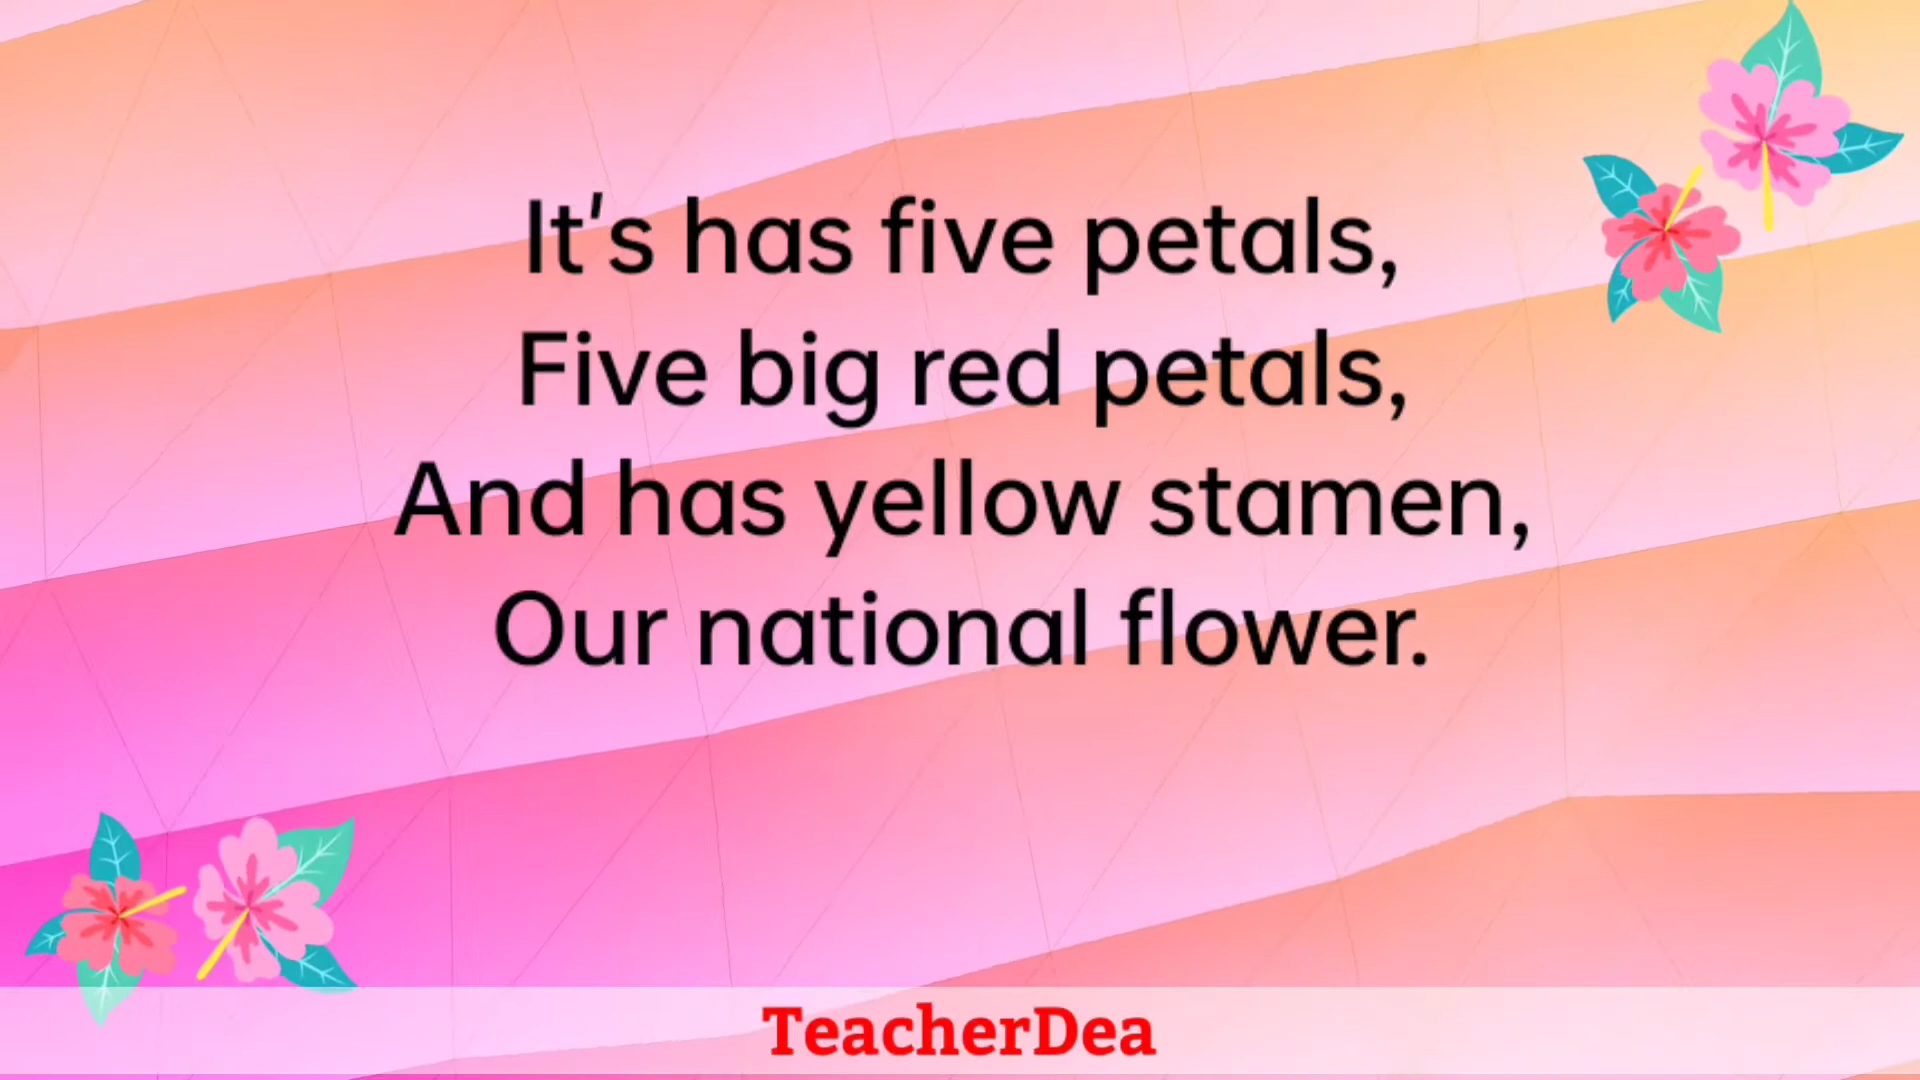 It's has five petals,
Five big red petals,
And has yellow stamen,
Our national flower.
TeacherDea